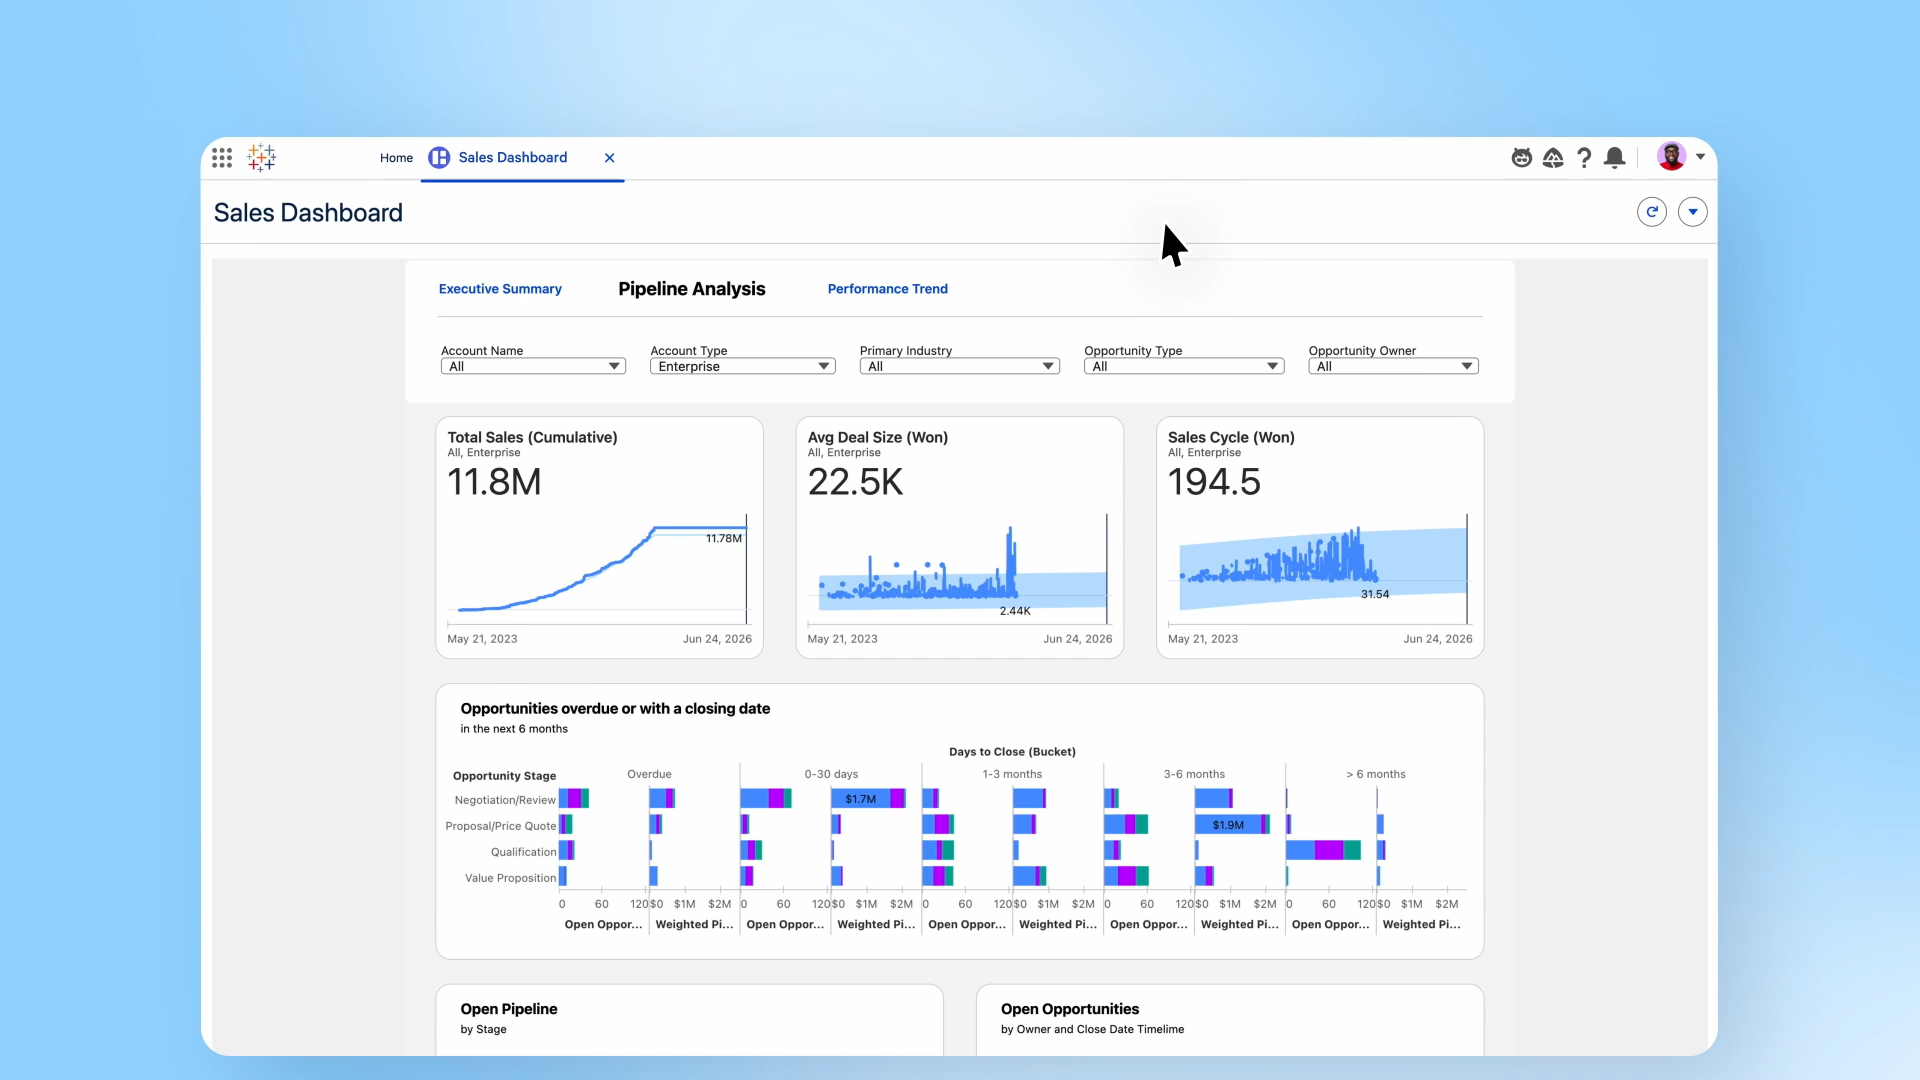 Home
Sales Dashboard
Sales Dashboard
Executive Summary
Pipeline Analysis
Performance Trend
Account Name
All
Account Type
Enterprise
Primary Industry
All
Opportunity Type
All
Opportunity Owner
All
Total Sales (Cumulative)
All, Enterprise
11.8M
11.78M
May 21, 2023
Jun 24, 2026
Avg Deal Size (Won)
All, Enterprise
22.5K
2.44K
May 21, 2023
Jun 24, 2026
Sales Cycle (Won)
All, Enterprise
194.5
31.54
May 21, 2023
Jun 24, 2026
Opportunities overdue or with a closing date
in the next 6 months
Days to Close (Bucket)
Opportunity Stage
Overdue
0-30 days
1-3 months
3-6 months
> 6 months
Negotiation/Review
$1.7M
Proposal/Price Quote
$1.9M
Qualification
Value Proposition
0 60 120 $0 $1M $2M 0 60 120 $0 $1M $2M 0 60 120 $0 $1M $2M 0 60 120 $0 $1M $2M 0 60 120 $0 $1M $2M
Open Oppor... Weighted Pi... Open Oppor... Weighted Pi... Open Oppor... Weighted Pi... Open Oppor... Weighted Pi... Open Oppor... Weighted Pi...
Open Pipeline
by Stage
Open Opportunities
by Owner and Close Date Timelime